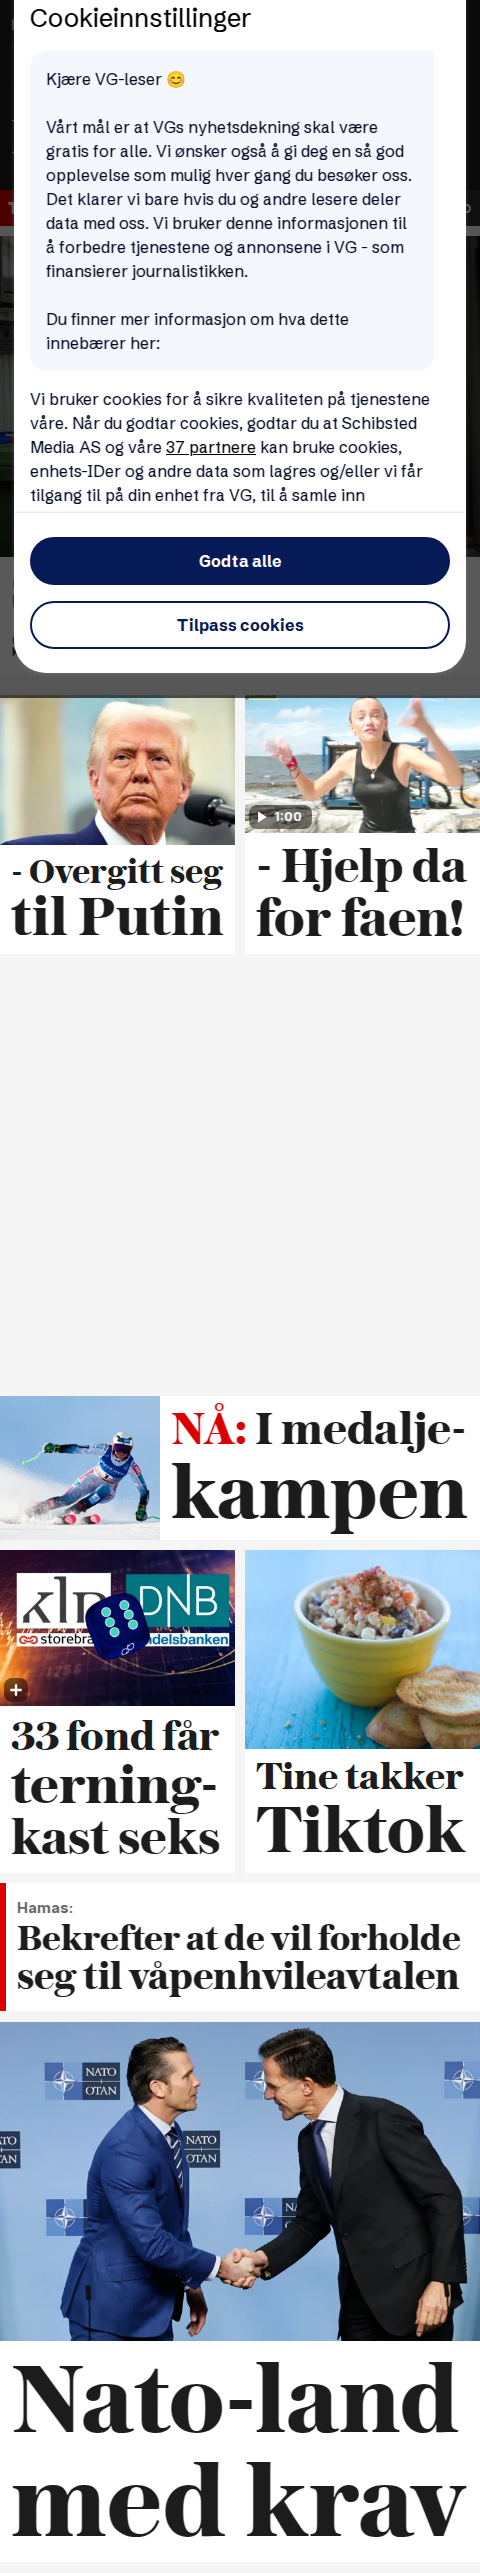 Cookieinnstillinger
Kjære VG-leser 😊
Vårt mål er at VGs nyhetsdekning skal være
gratis for alle. Vi ønsker også å gi deg en så god
opplevelse som mulig hver gang du besøker oss.
Det klarer vi bare hvis du og andre lesere deler
data med oss. Vi bruker denne informasjonen til
å forbedre tjenestene og annonsene i VG - som
finansierer journalistikken.
Du finner mer informasjon om hva dette
innebærer her:
Vi bruker cookies for å sikre kvaliteten på tjenestene
våre. Når du godtar cookies, godtar du at Schibsted
Media AS og våre 37 partnere kan bruke cookies,
enhets-IDer og andre data som lagres og/eller vi får
tilgang til på din enhet fra VG, til å samle inn
Godta alle
Tilpass cookies
- Overgitt seg
til Putin
1:00
- Hjelp da
for faen!
NÅ: I medalje-
kampen
klp DNB
33 fond får
terning-
kast seks
Tine takker
Tiktok
Hamas:
Bekrefter at de vil forholde
seg til våpenhvileavtalen
NATO
OTAN
NATO
OTAN
Nato-land
med krav